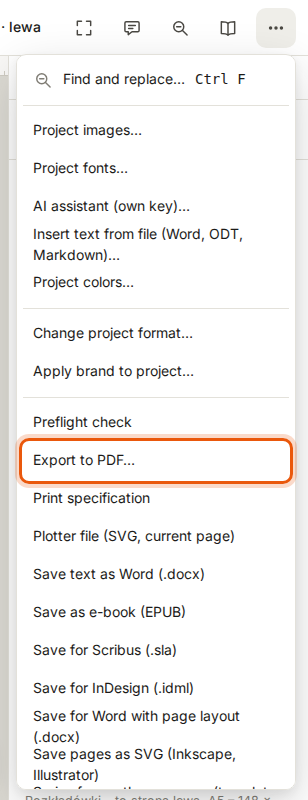 · lewa
Find and replace... Ctrl F
Project images...
Project fonts...
AI assistant (own key)...
Insert text from file (Word, ODT,
Markdown)...
Project colors...
Change project format...
Apply brand to project...
Preflight check
Export to PDF...
Print specification
Plotter file (SVG, current page)
Save text as Word (.docx)
Save as e-book (EPUB)
Save for Scribus (.sla)
Save for InDesign (.idml)
Save for Word with page layout
(.docx)
Save pages as SVG (Inkscape,
Illustrator)